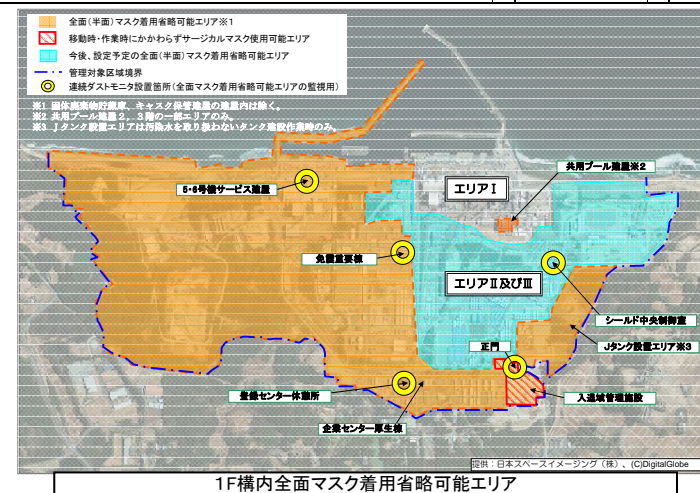 全面(半面)マスク着用省略可能エリア※1
移動時・作業時にかかわらずサージカルマスク使用可能エリア
今後、設定予定の全面(半面)マスク着用省略可能エリア
管理対象区域境界
連続ダストモニタ設置箇所(全面マスク着用省略可能エリアの監視用)
※1 固体廃棄物貯蔵庫、キャスク保管建屋の建屋内は除く。
※2 共用プール建屋2,3階の一部エリアのみ。
※3 Jタンク設置エリアは汚染水を取り扱わないタンク建設作業時のみ。
共用プール建屋※2
エリアⅠ
5・6号機サービス建屋
免震重要棟
エリアⅡ及びⅢ
シールド中央制御室
正門
Jタンク設置エリア※3
登録センター休憩所
入退域管理施設
企業センター厚生棟
提供:日本スペースイメージング(株)、(C)DigitalGlobe
1F構内全面マスク着用省略可能エリア